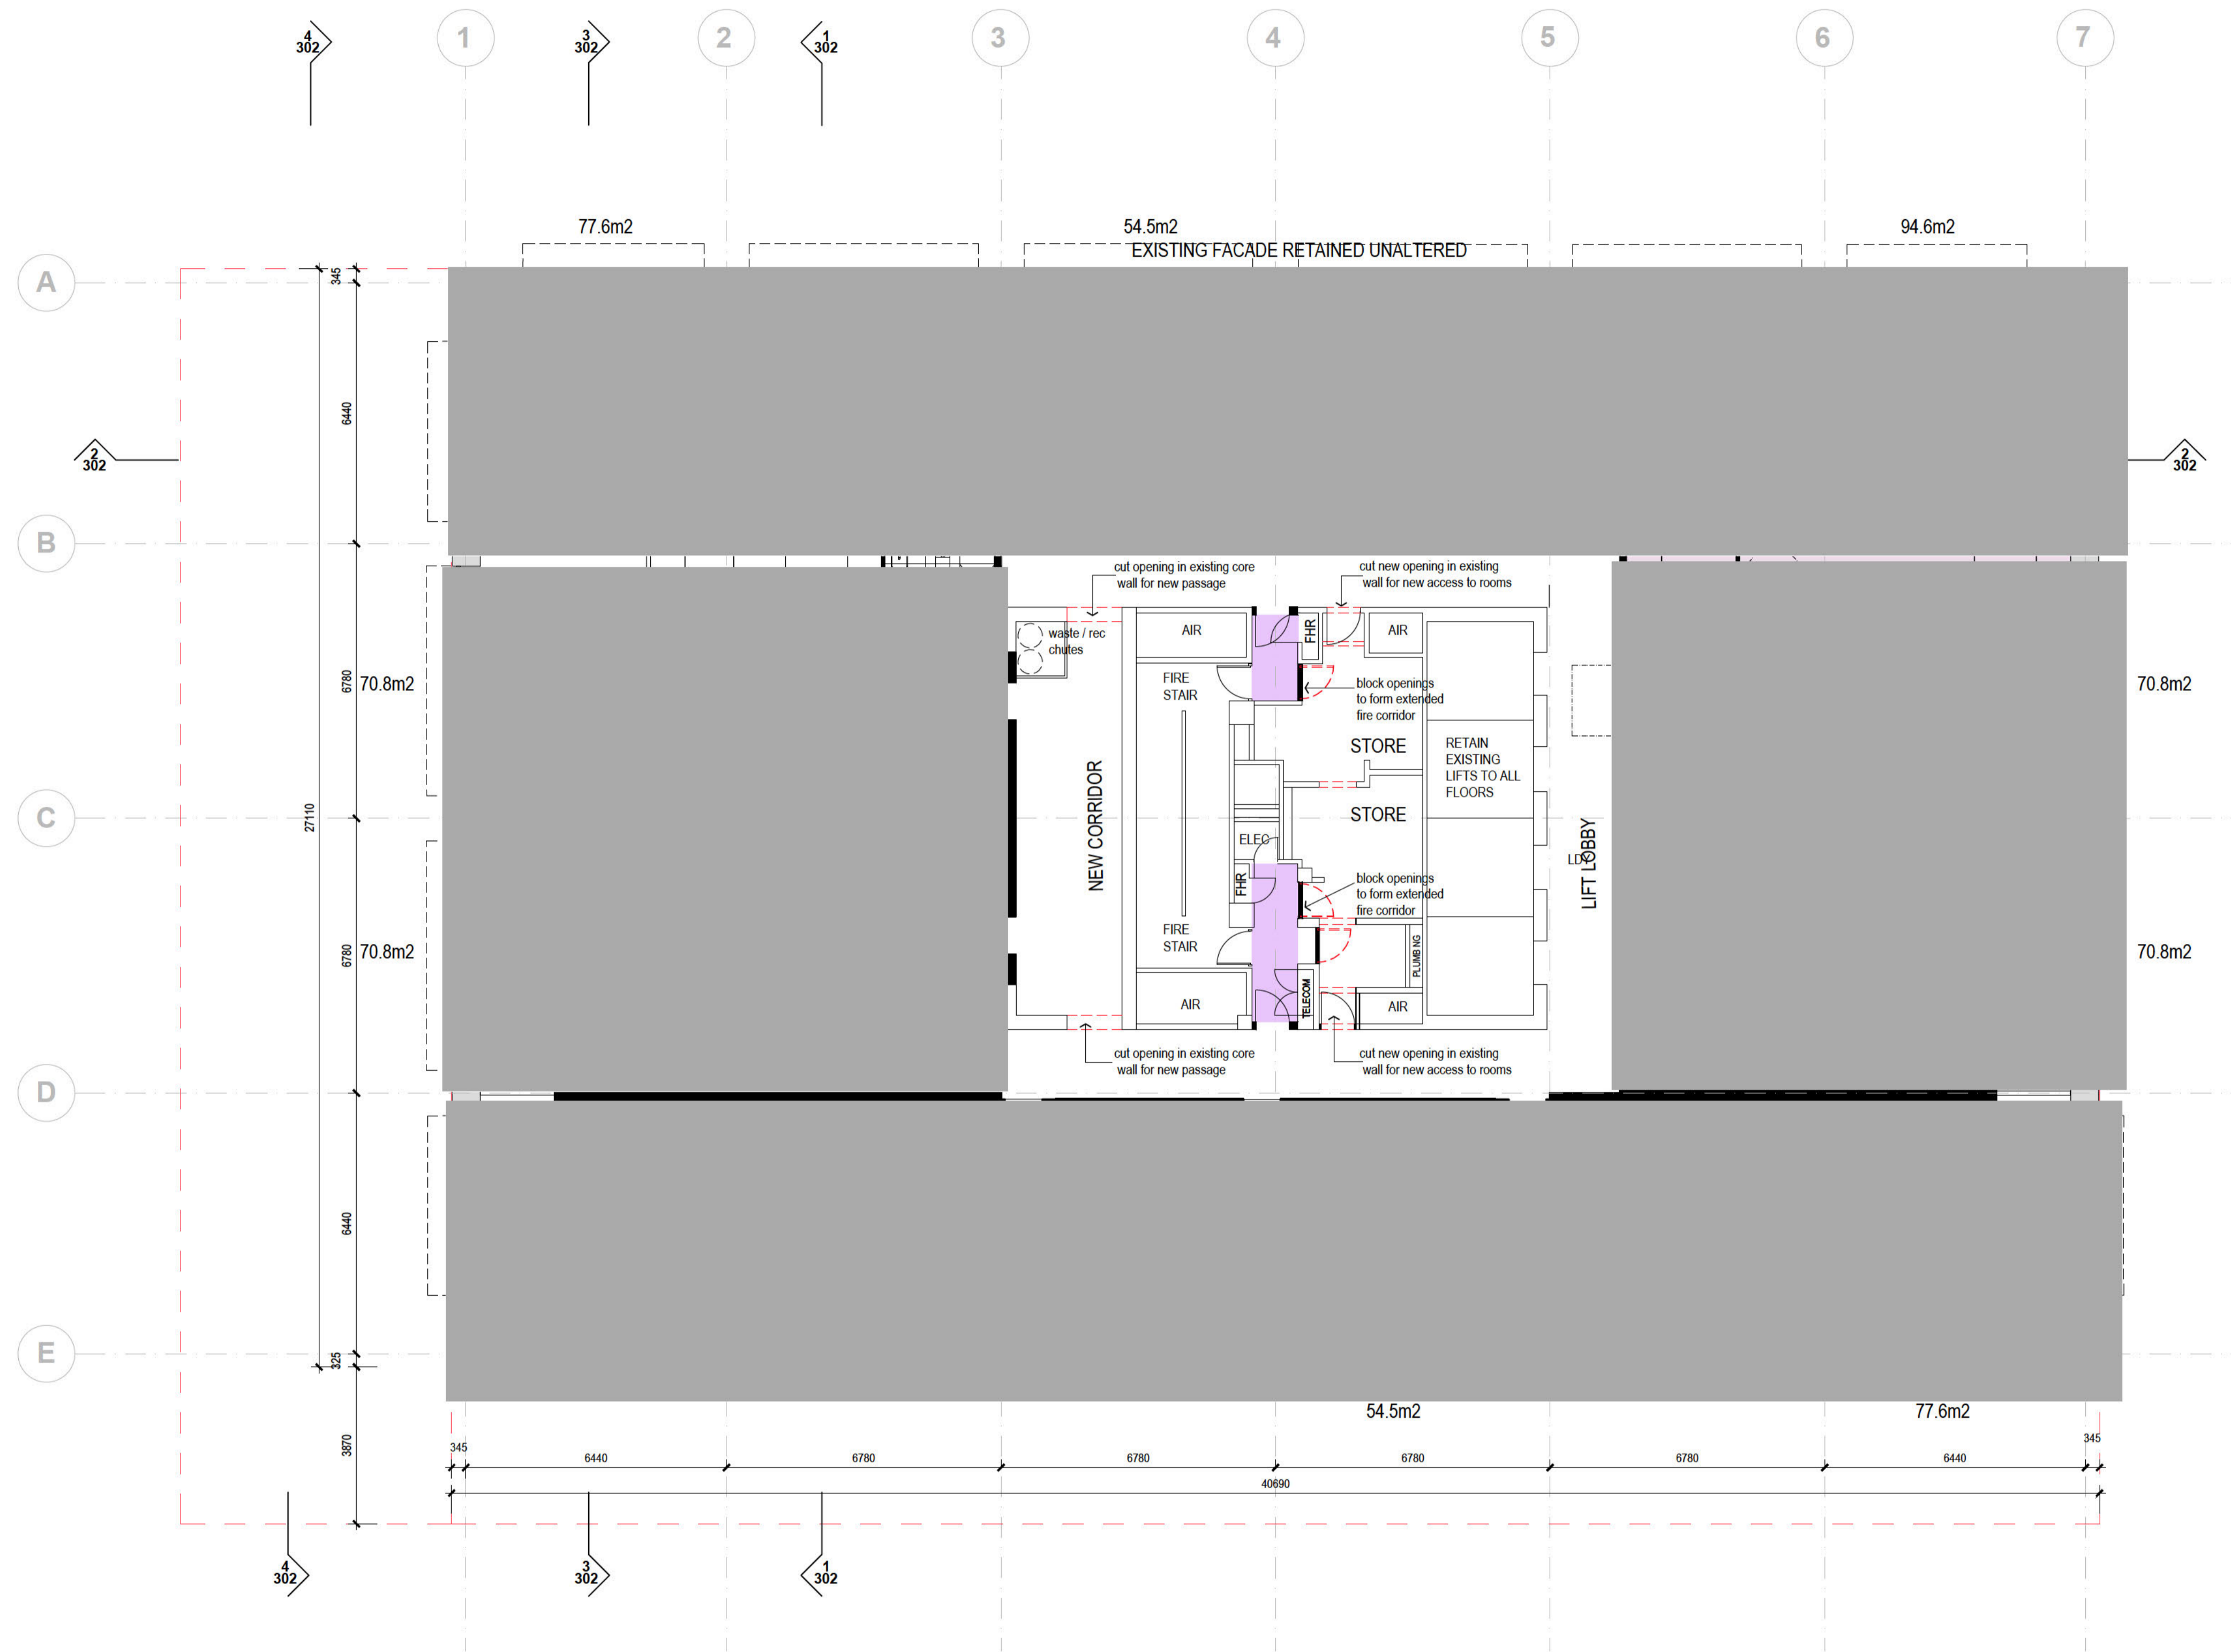 4
302
3
302
1
302
1
2
3
4
5
6
7
77.6m2
54.5m2
94.6m2
EXISTING FACADE RETAINED UNALTERED
A
345
6440
2
302
2
302
B
cut opening in existing core
wall for new passage
cut new opening in existing
wall for new access to rooms
waste / rec
chutes
AIR
FHR
AIR
FIRE
STAIR
block openings
to form extended
fire corridor
6780
70.8m2
70.8m2
STORE
RETAIN
EXISTING
LIFTS TO ALL
FLOORS
NEW CORRIDOR
27110
C
STORE
ELEC
LIFT LOBBY
FHR
block openings
to form extended
fire corridor
FIRE
STAIR
6780
70.8m2
70.8m2
PLUMB NG
AIR
TELECOM
AIR
cut opening in existing core
wall for new passage
cut new opening in existing
wall for new access to rooms
D
6440
E
325
54.5m2
77.6m2
3870
345
6440
6780
6780
6780
6780
6440
345
40690
4
302
3
302
1
302